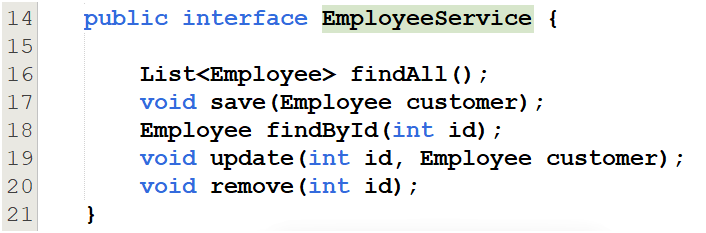 14 public interface EmployeeService {
15
16 List<Employee> findAll();
17 void save(Employee customer);
18 Employee findById(int id);
19 void update(int id, Employee customer);
20 void remove(int id);
21 }